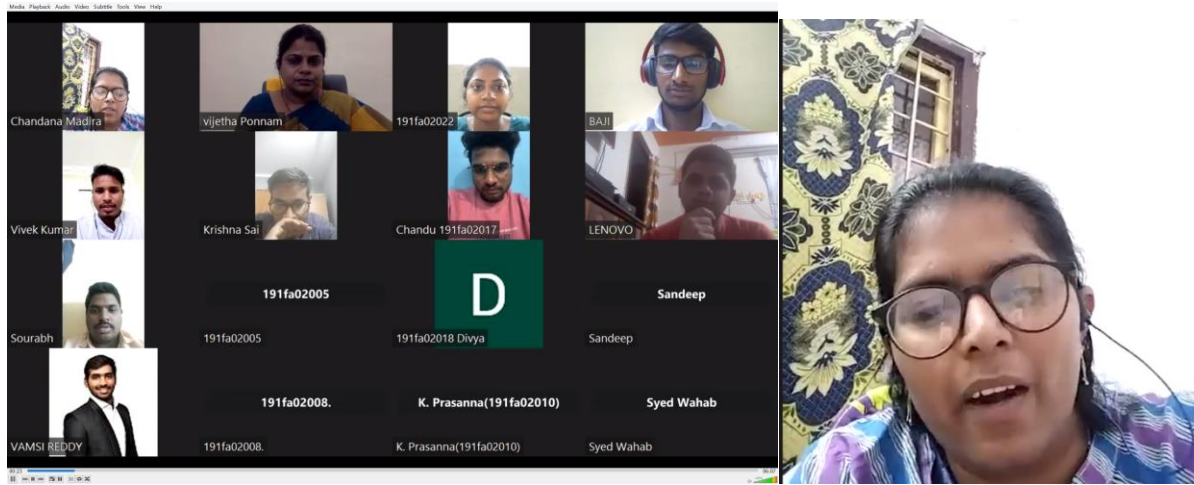 Media Playback Audio Video Subtitle Tools View Help
Chandana Madira
vijetha Ponnam
191fa02022
BAJI
Vivek Kumar
Krishna Sai
Chandu 191fa02017
LENOVO
191fa02005
D
Sandeep
Sourabh
191fa02005
191fa02018 Divya
Sandeep
191fa02008.
K. Prasanna(191fa02010)
Syed Wahab
VAMSI REDDY
191fa02008.
K. Prasanna(191fa02010)
Syed Wahab